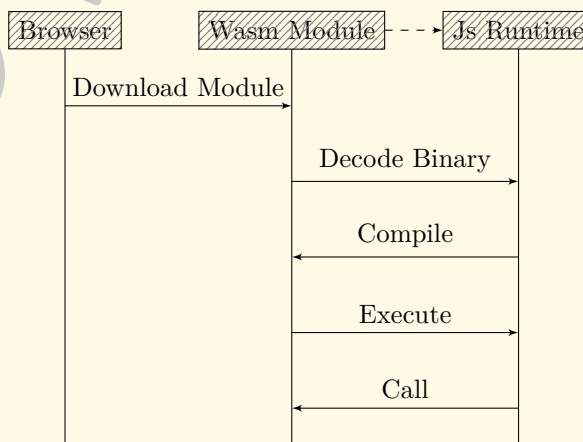 Browser
Wasm Module
Js Runtime
Download Module
Decode Binary
Compile
Execute
Call